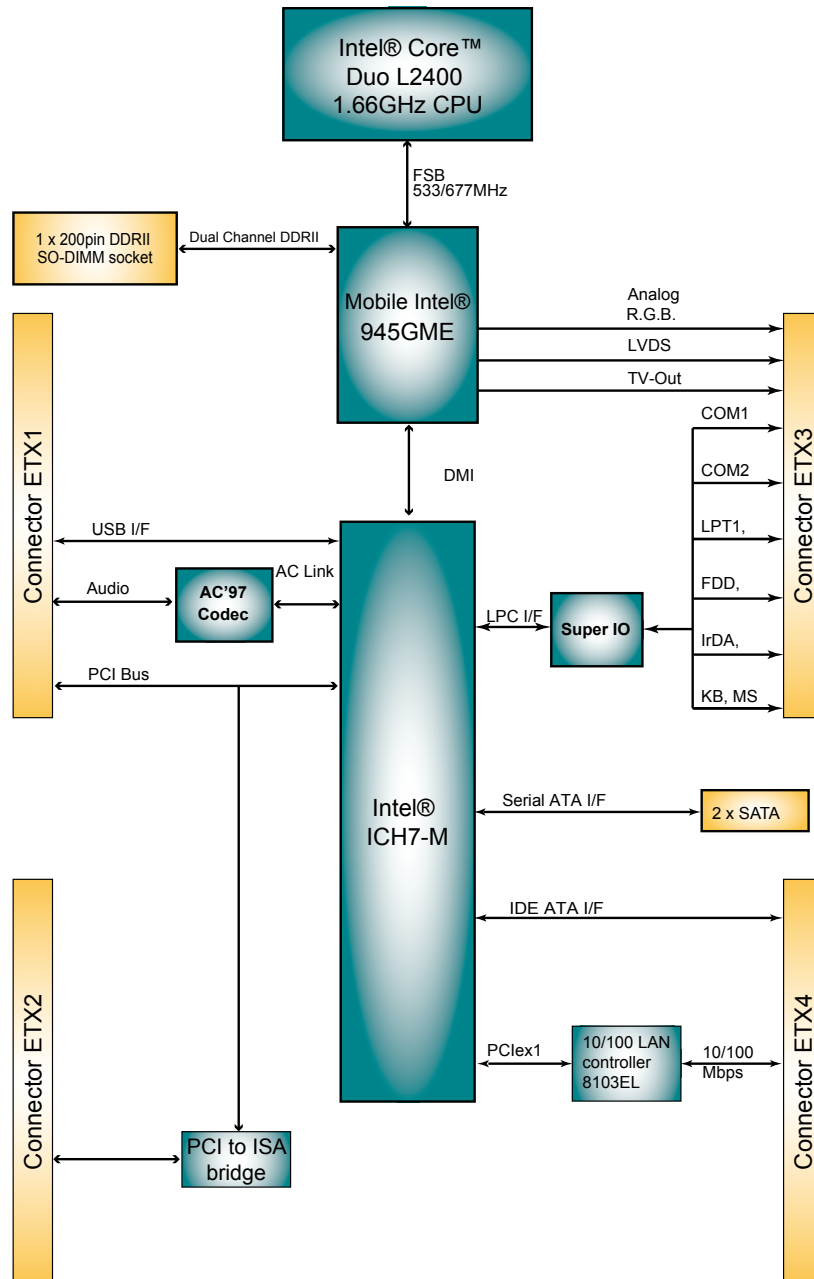 Intel® Core™
Duo L2400
1.66GHz CPU
FSB
533/677MHz
1 x 200pin DDRII
SO-DIMM socket
Dual Channel DDRII
Mobile Intel®
945GME
Analog
R.G.B.
LVDS
TV-Out
Connector ETX1
Connector ETX3
COM1
COM2
LPT1,
FDD,
IrDA,
KB, MS
DMI
USB I/F
Audio
AC'97
Codec
AC Link
PCI Bus
LPC I/F
Super IO
Intel®
ICH7-M
Serial ATA I/F
2 x SATA
IDE ATA I/F
Connector ETX2
Connector ETX4
PCIex1
10/100 LAN
controller
8103EL
10/100
Mbps
PCI to ISA
bridge